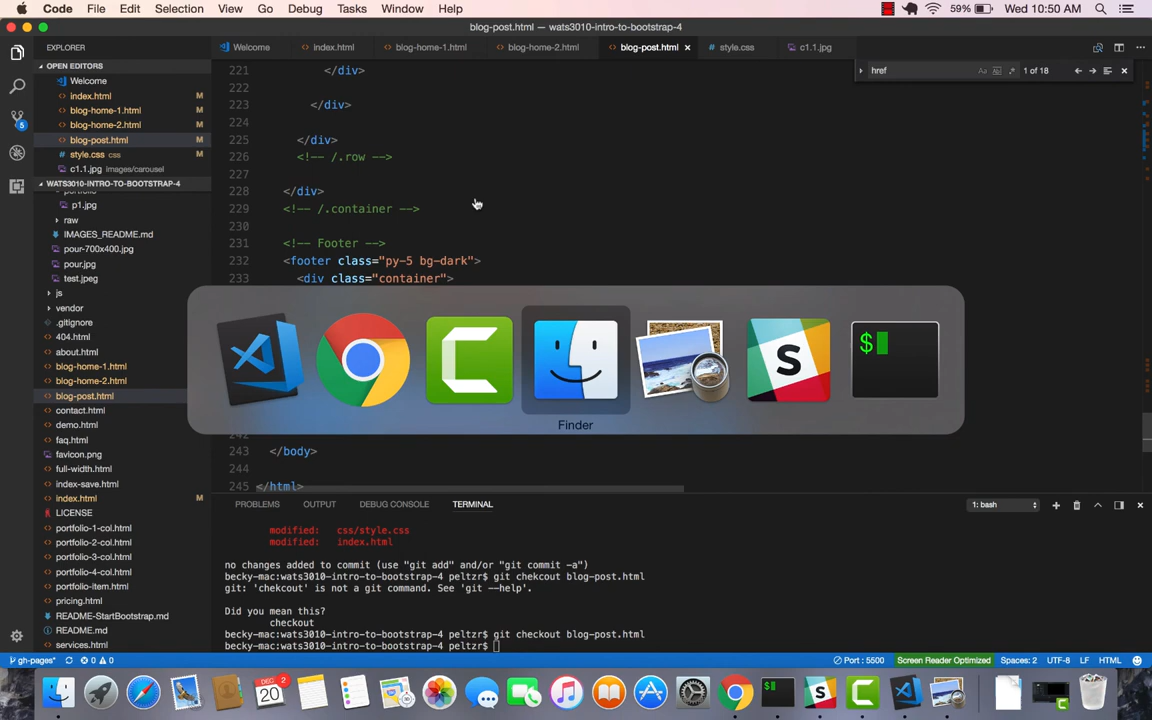 Code File Edit Selection View Go Debug Tasks Window Help 59% Wed 10:50 AM
blog-post.html — wats3010-intro-to-bootstrap-4
EXPLORER
Welcome index.html blog-home-1.html blog-home-2.html blog-post.html × style.css c1.1.jpg
OPEN EDITORS
Welcome
index.html M
blog-home-1.html M
blog-home-2.html M
blog-post.html M
style.css css M
c1.1.jpg images/carousel
WATS3010-INTRO-TO-BOOTSTRAP-4
p1.jpg
raw
IMAGES_README.md
pour-700x400.jpg
pour.jpg
test.jpeg
js
vendor
.gitignore
404.html
about.html
blog-home-1.html M
blog-home-2.html M
blog-post.html M
contact.html
demo.html
faq.html
favicon.png
full-width.html
index-save.html
index.html M
LICENSE
portfolio-1-col.html
portfolio-2-col.html
portfolio-3-col.html
portfolio-4-col.html
portfolio-item.html
pricing.html
README-StartBootstrap.md
README.md
services.html
5
href Aa 1 of 18
221 </div>
222
223 </div>
224
225 </div>
226 <!-- /.row -->
227
228 </div>
229 <!-- /.container -->
230
231 <!-- Footer -->
232 <footer class="py-5 bg-dark">
233 <div class="container">
$
Finder
243 </body>
244
245 </html>
PROBLEMS OUTPUT DEBUG CONSOLE TERMINAL 1: bash
modified: css/style.css
modified: index.html
no changes added to commit (use "git add" and/or "git commit -a")
becky-mac:wats3010-intro-to-bootstrap-4 peltzr$ git chekcout blog-post.html
git: 'chekcout' is not a git command. See 'git --help'.
Did you mean this?
checkout
becky-mac:wats3010-intro-to-bootstrap-4 peltzr$ git checkout blog-post.html
becky-mac:wats3010-intro-to-bootstrap-4 peltzr$
gh-pages* 0 0 Port : 5500 Screen Reader Optimized Spaces: 2 UTF-8 LF HTML
DEC 20 2